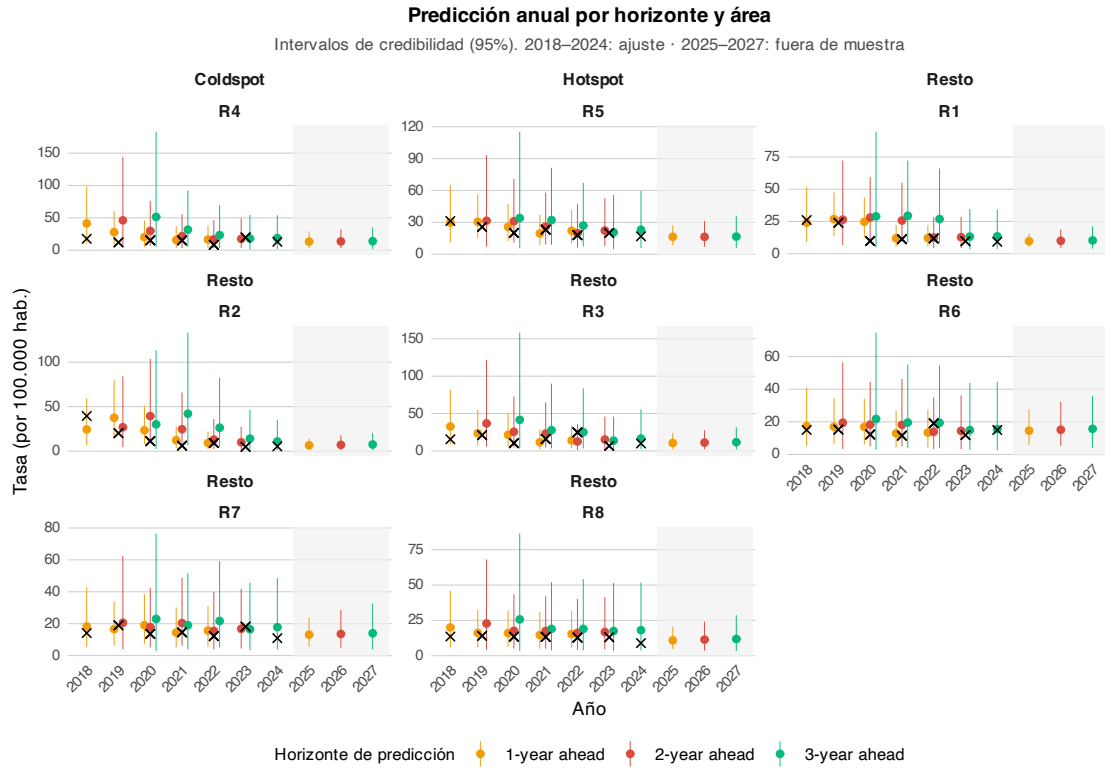 Predicción anual por horizonte y área
Intervalos de credibilidad (95%). 2018–2024: ajuste · 2025–2027: fuera de muestra
Coldspot
R4
150
100
50
0
Hotspot
R5
120
90
60
30
0
Resto
R1
75
50
25
0
Tasa (por 100.000 hab.)
Resto
R2
100
50
0
Resto
R3
150
100
50
0
Resto
R6
60
40
20
0
2018 2019 2020 2021 2022 2023 2024 2025 2026 2027
Resto
R7
80
60
40
20
0
2018 2019 2020 2021 2022 2023 2024 2025 2026 2027
Resto
R8
75
50
25
0
2018 2019 2020 2021 2022 2023 2024 2025 2026 2027
Año
Horizonte de predicción 1-year ahead 2-year ahead 3-year ahead